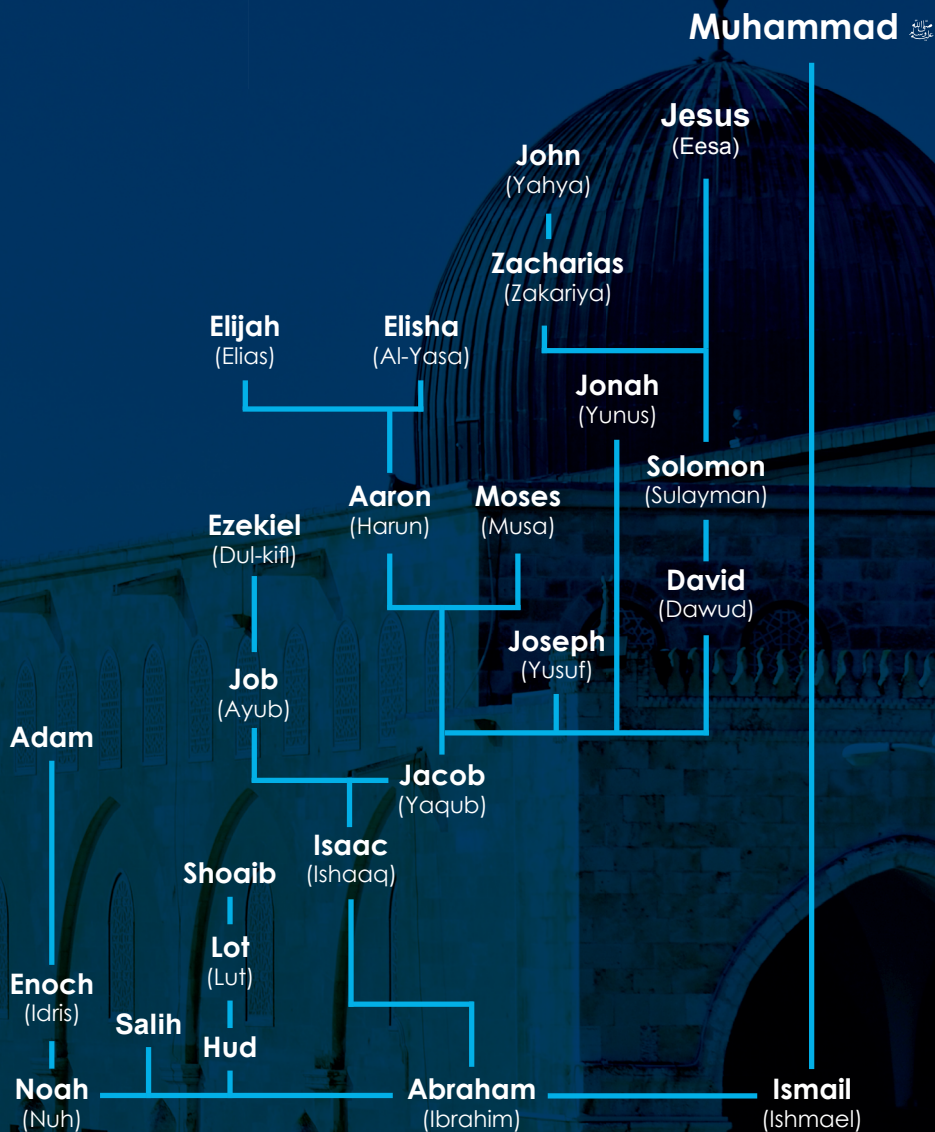 Muhammad ﷺ
Jesus
(Eesa)
John
(Yahya)
Zacharias
(Zakariya)
Elijah
(Elias)
Elisha
(Al-Yasa)
Jonah
(Yunus)
Solomon
(Sulayman)
Aaron
(Harun)
Moses
(Musa)
Ezekiel
(Dul-kifl)
David
(Dawud)
Joseph
(Yusuf)
Job
(Ayub)
Adam
Jacob
(Yaqub)
Isaac
(Ishaaq)
Shoaib
Lot
(Lut)
Enoch
(Idris)
Salih
Hud
Noah
(Nuh)
Abraham
(Ibrahim)
Ismail
(Ishmael)